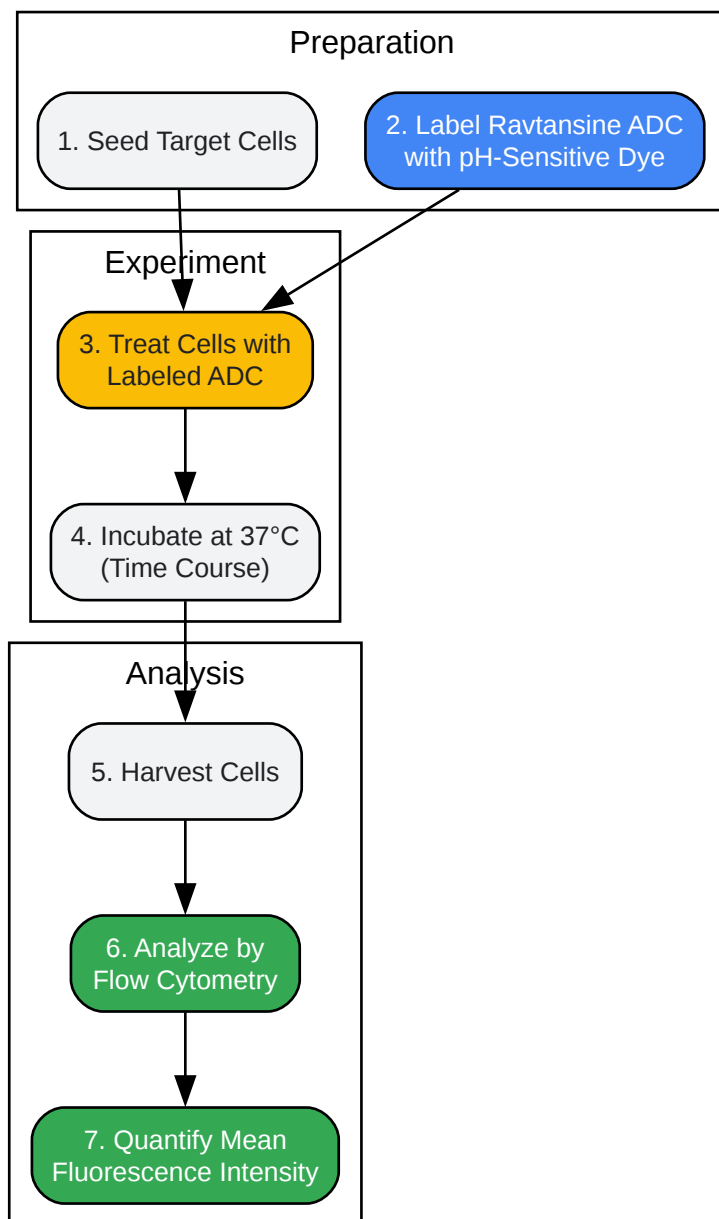 Preparation
1. Seed Target Cells
2. Label Ravtansine ADC
with pH-Sensitive Dye
Experiment
3. Treat Cells with
Labeled ADC
4. Incubate at 37°C
(Time Course)
Analysis
5. Harvest Cells
6. Analyze by
Flow Cytometry
7. Quantify Mean
Fluorescence Intensity